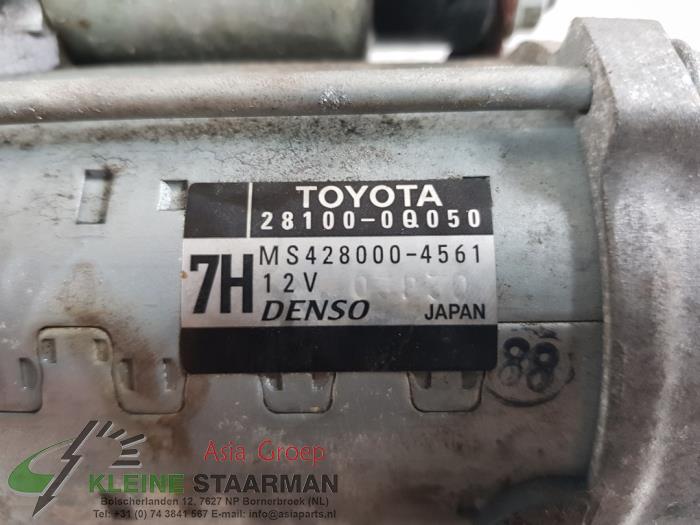 TOYOTA
28100-0Q050
7H
MS428000-4561
12V
DENSO JAPAN
88
Asia Groep
KLEINE STAARMAN
Bolscherlanden 12, 7627 NP Bornerbroek (NL)
Tel: +31 (0) 74 3841 567 E-mail: info@asiaparts.nl